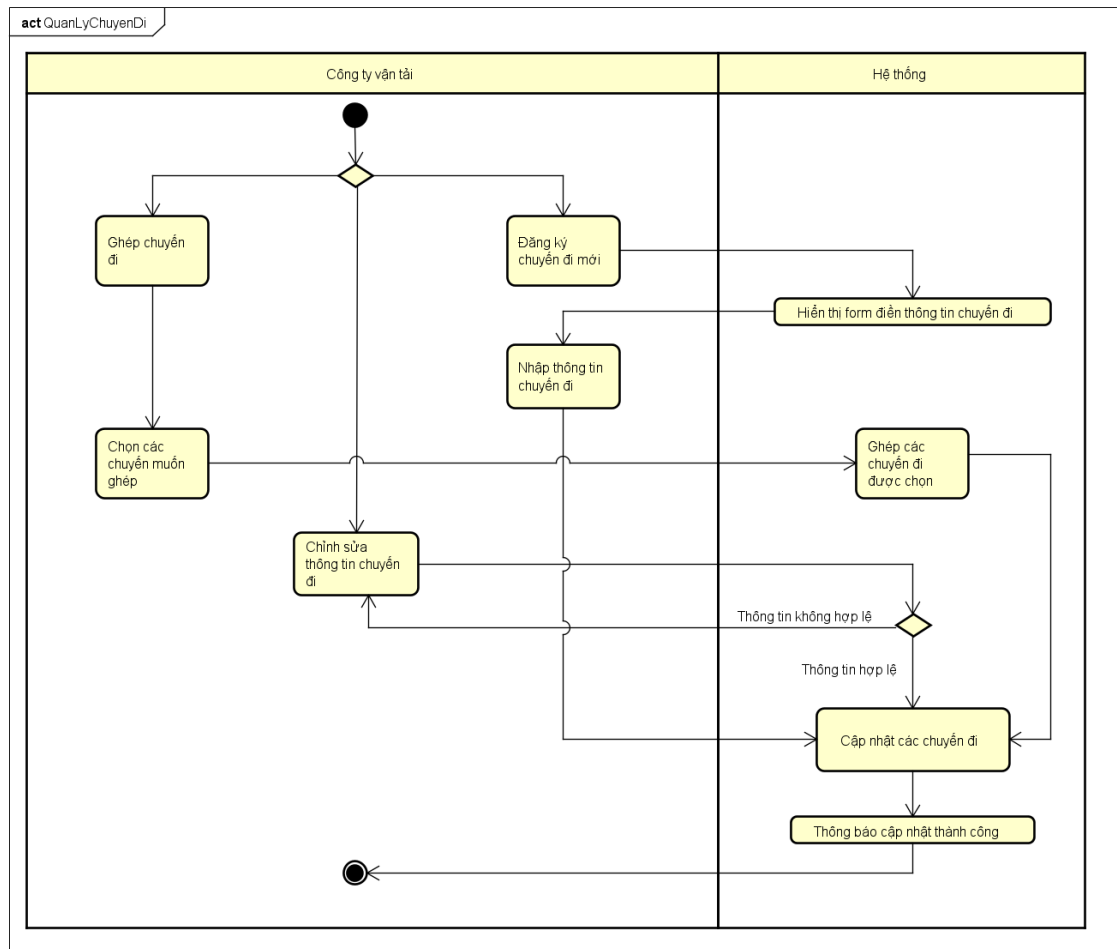 act QuanLyChuyenDi
Công ty vận tải
Hệ thống
Ghép chuyến
đi
Đăng ký
chuyến đi mới
Hiển thị form điền thông tin chuyến đi
Nhập thông tin
chuyến đi
Chọn các
chuyến muốn
ghép
Ghép các
chuyến đi
được chọn
Chỉnh sửa
thông tin chuyến
đi
Thông tin không hợp lệ
Thông tin hợp lệ
Cập nhật các chuyến đi
Thông báo cập nhật thành công